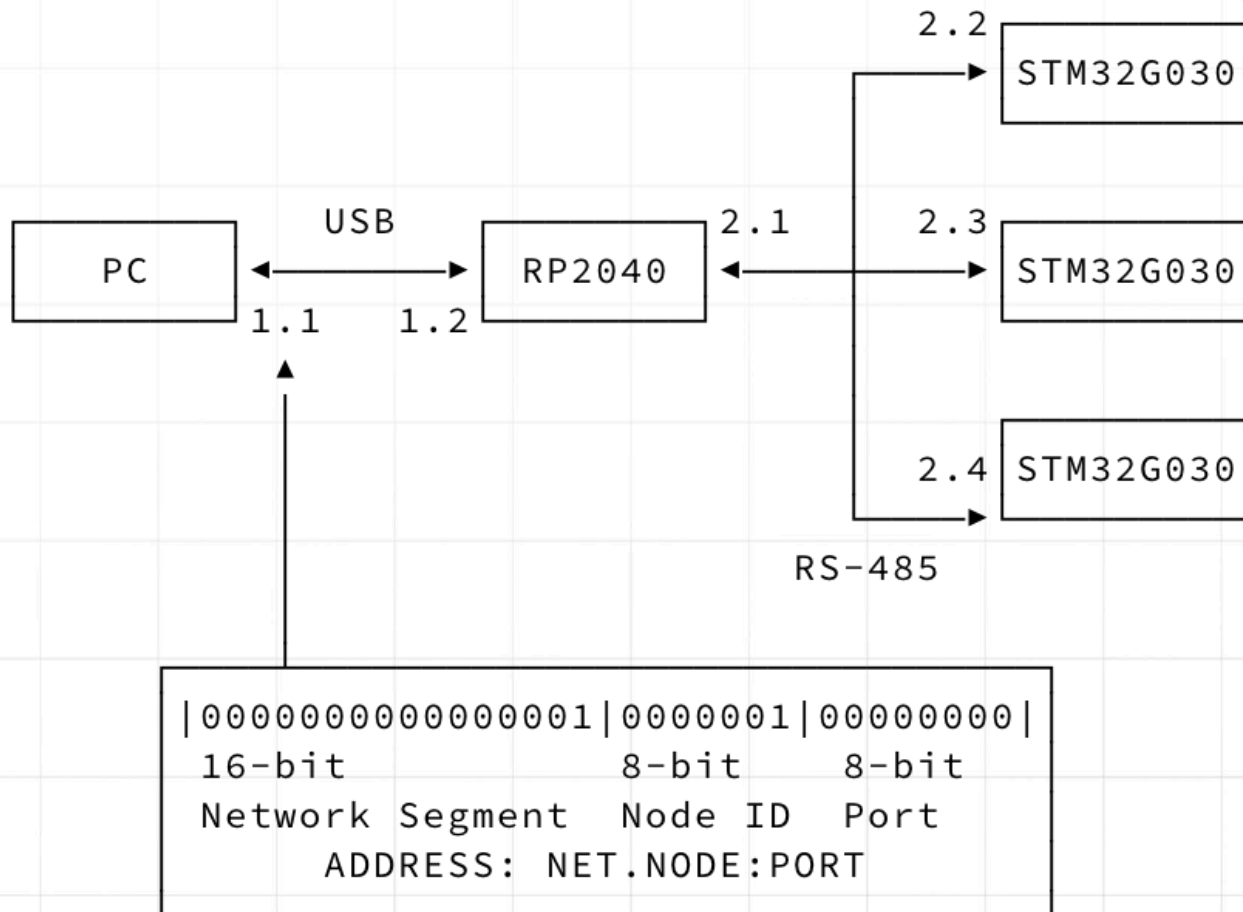 2.2
STM32G030
USB
2.1
2.3
PC
RP2040
STM32G030
1.1
1.2
2.4
STM32G030
RS-485
|0000000000000001|0000001|00000000|
16-bit 8-bit 8-bit
Network Segment Node ID Port
ADDRESS: NET.NODE:PORT